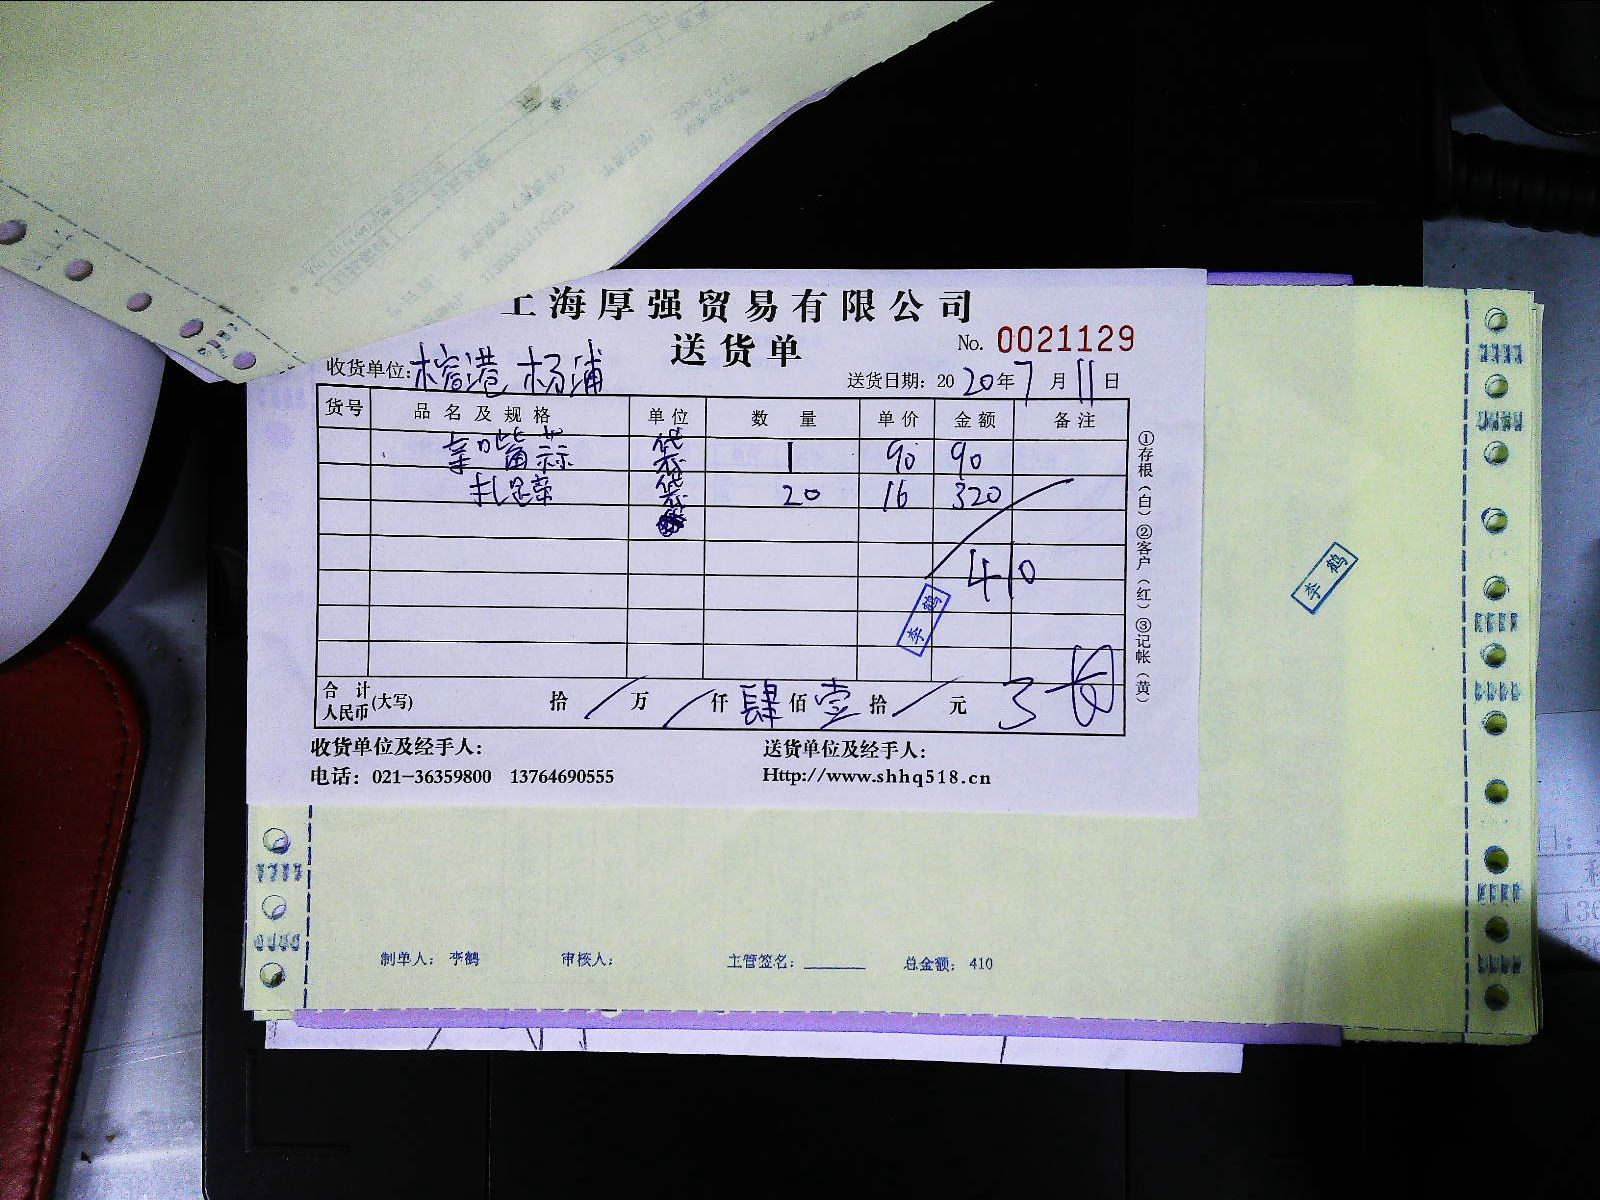 上海厚强贸易有限公司
送货单
No. 0021129
收货单位: 榕港 杨浦
送货日期: 2020年7月11日
货号 品名及规格 单位 数量 单价 金额 备注
袋 1 90 90
袋 20 16 320
410
李鹤
合计人民币(大写) 拾 / 万 / 仟 肆 佰 壹 拾 / 元
收货单位及经手人:
送货单位及经手人:
电话: 021-36359800 13764690555
Http://www.shhq518.cn
①存根(白) ②客户(红) ③记帐(黄)
李鹤
制单人: 李鹤 审核人: 主管签名: 总金额: 410